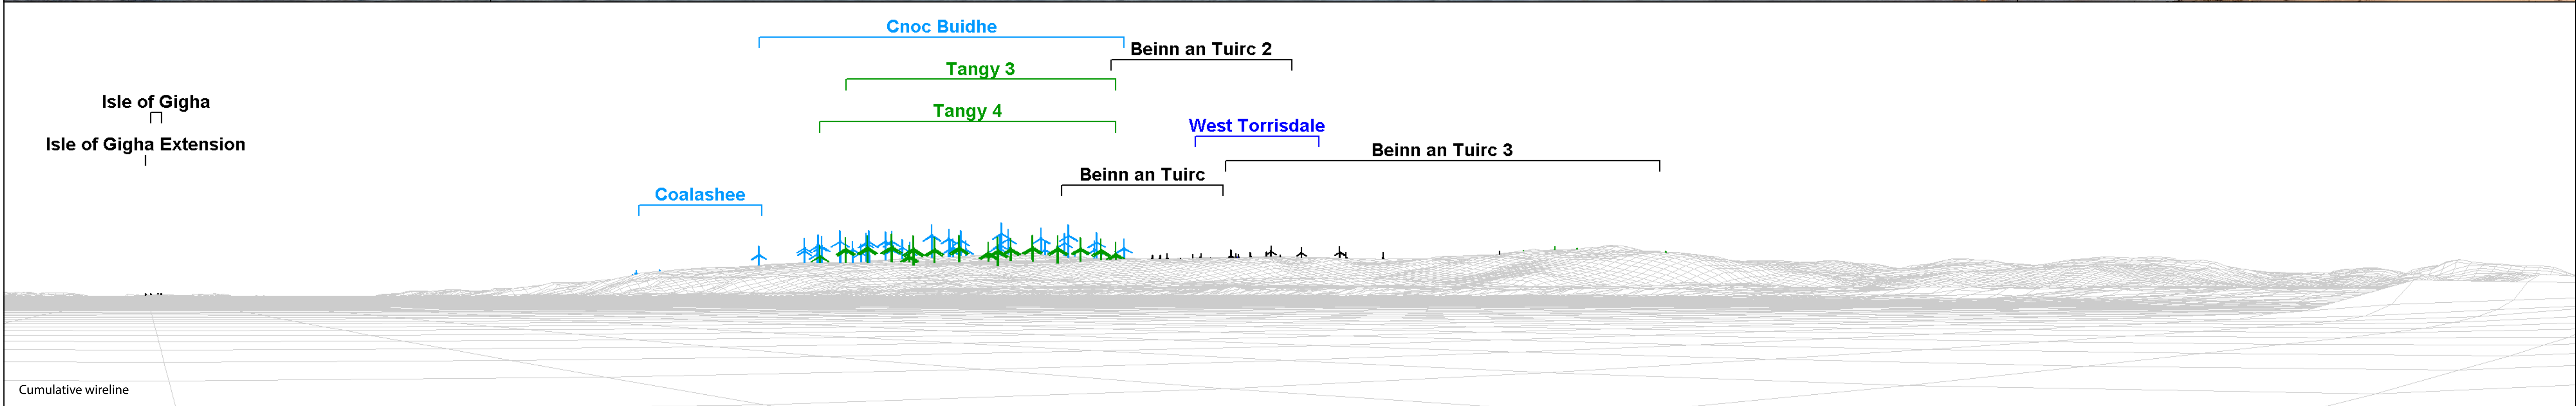 Cnoc Buidhe
Beinn an Tuirc 2
Tangy 3
Isle of Gigha
Tangy 4
West Torrisdale
Isle of Gigha Extension
Beinn an Tuirc 3
Beinn an Tuirc
Coalashee
Cumulative wireline